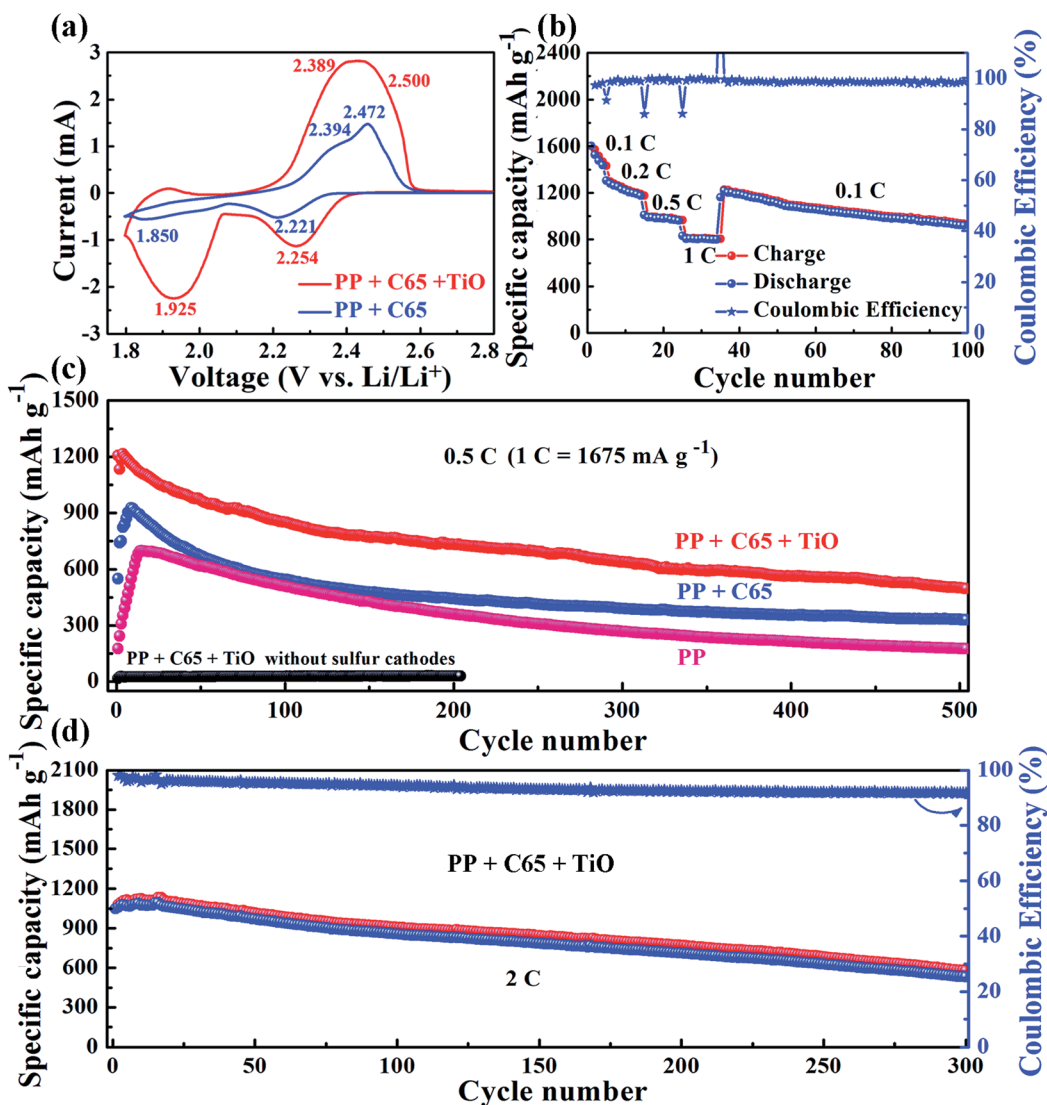 (a)
Current (mA)
3
2
1
0
-1
-2
-3
2.389
2.500
2.472
2.394
1.850
2.221
2.254
1.925
PP + C65 +TiO
PP + C65
1.8 2.0 2.2 2.4 2.6 2.8
Voltage (V vs. Li/Li⁺)
(b)
Specific capacity (mAh g⁻¹)
2400
2000
1600
1200
800
400
0
0.1 C
0.2 C
0.5 C
1 C
0.1 C
Charge
Discharge
Coulombic Efficiency
100
80
60
40
20
0
Coulombic Efficiency (%)
0 20 40 60 80 100
Cycle number
(c)
Specific capacity (mAh g⁻¹)
1500
1200
900
600
300
0
0.5 C (1 C = 1675 mA g⁻¹)
PP + C65 + TiO
PP + C65
PP
PP + C65 + TiO without sulfur cathodes
0 100 200 300 400 500
Cycle number
(d)
Specific capacity (mAh g⁻¹)
2100
1800
1500
1200
900
600
300
0
PP + C65 + TiO
2 C
100
80
60
40
20
0
Coulombic Efficiency (%)
0 50 100 150 200 250 300
Cycle number